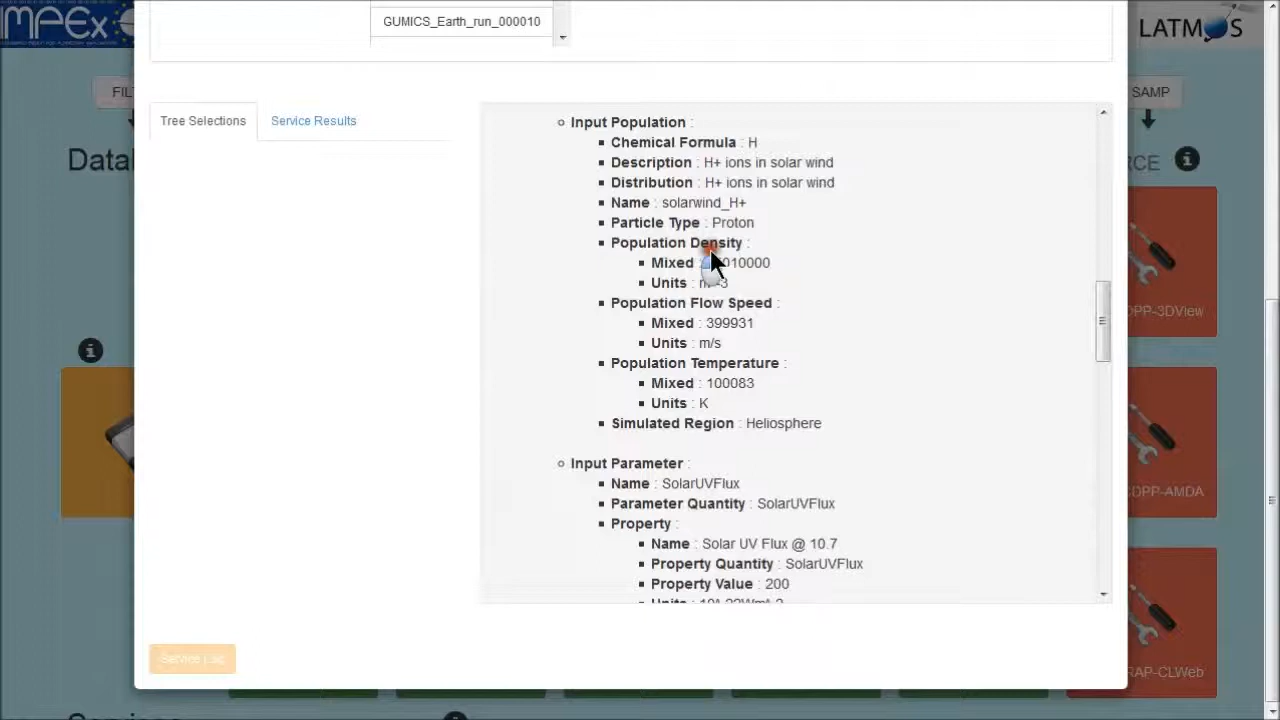 IMPEx
GUMICS_Earth_run_000010
LATMOS
SAMP
Tree Selections
Service Results
Input Population :
Chemical Formula : H
Description : H+ ions in solar wind
Distribution : H+ ions in solar wind
Name : solarwind_H+
Particle Type : Proton
Population Density :
Mixed :
Units :
Population Flow Speed :
Mixed : 399931
Units : m/s
Population Temperature :
Mixed : 100083
Units : K
Simulated Region : Heliosphere
Input Parameter :
Name : SolarUVFlux
Parameter Quantity : SolarUVFlux
Property :
Name : Solar UV Flux @ 10.7
Property Quantity : SolarUVFlux
Property Value : 200